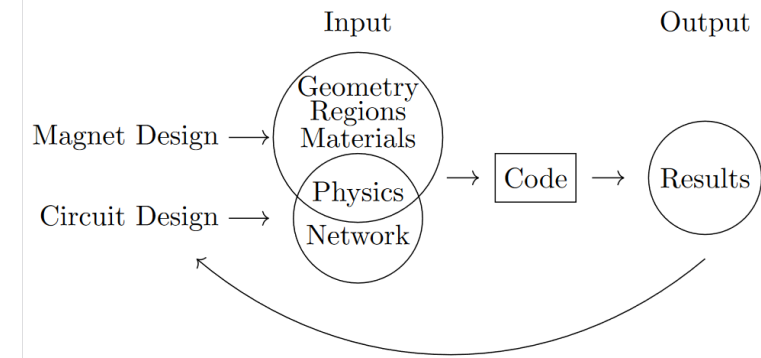 Input
Output
Geometry
Regions
Materials
Magnet Design
Physics
Code
Results
Circuit Design
Network